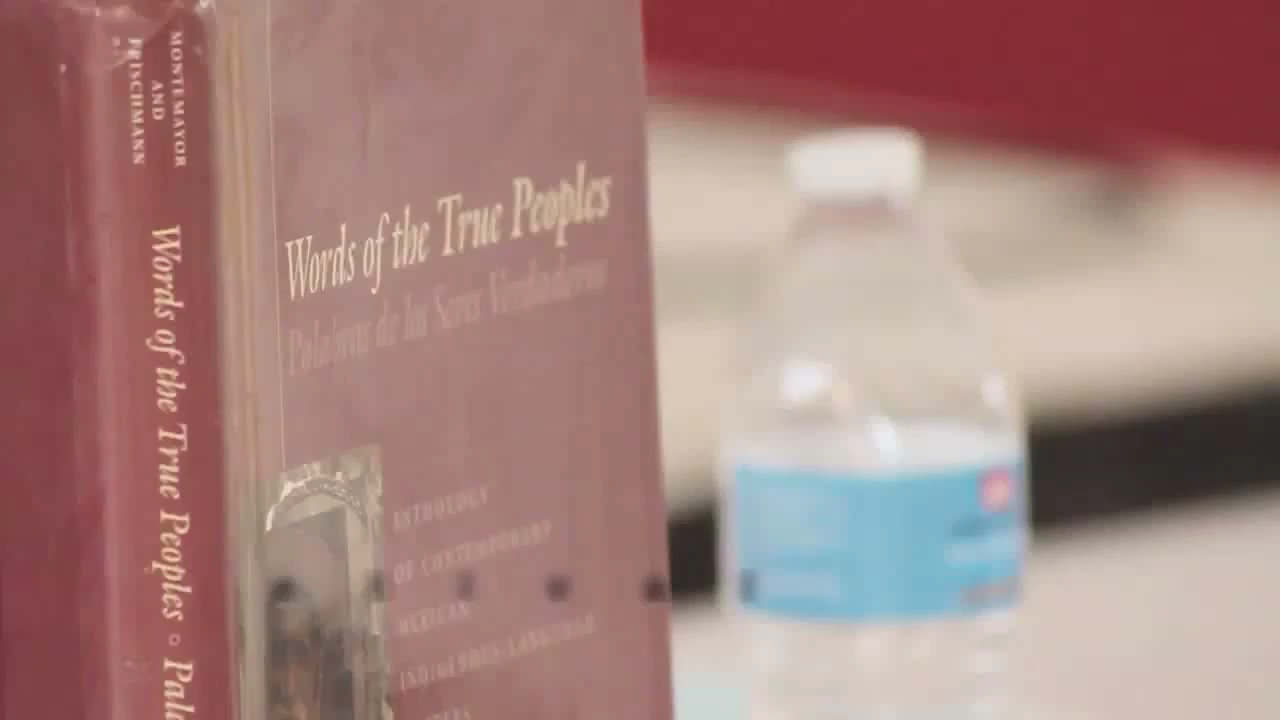 MONTEMAYOR
AND
FRISCHMANN
Words of the True Peoples ○ Pala
Words of the True Peoples
Palabras de los Seres Verdaderos
ANTHOLOGY
OF CONTEMPORARY
MEXICAN
INDIGENOUS-LANGUAGE